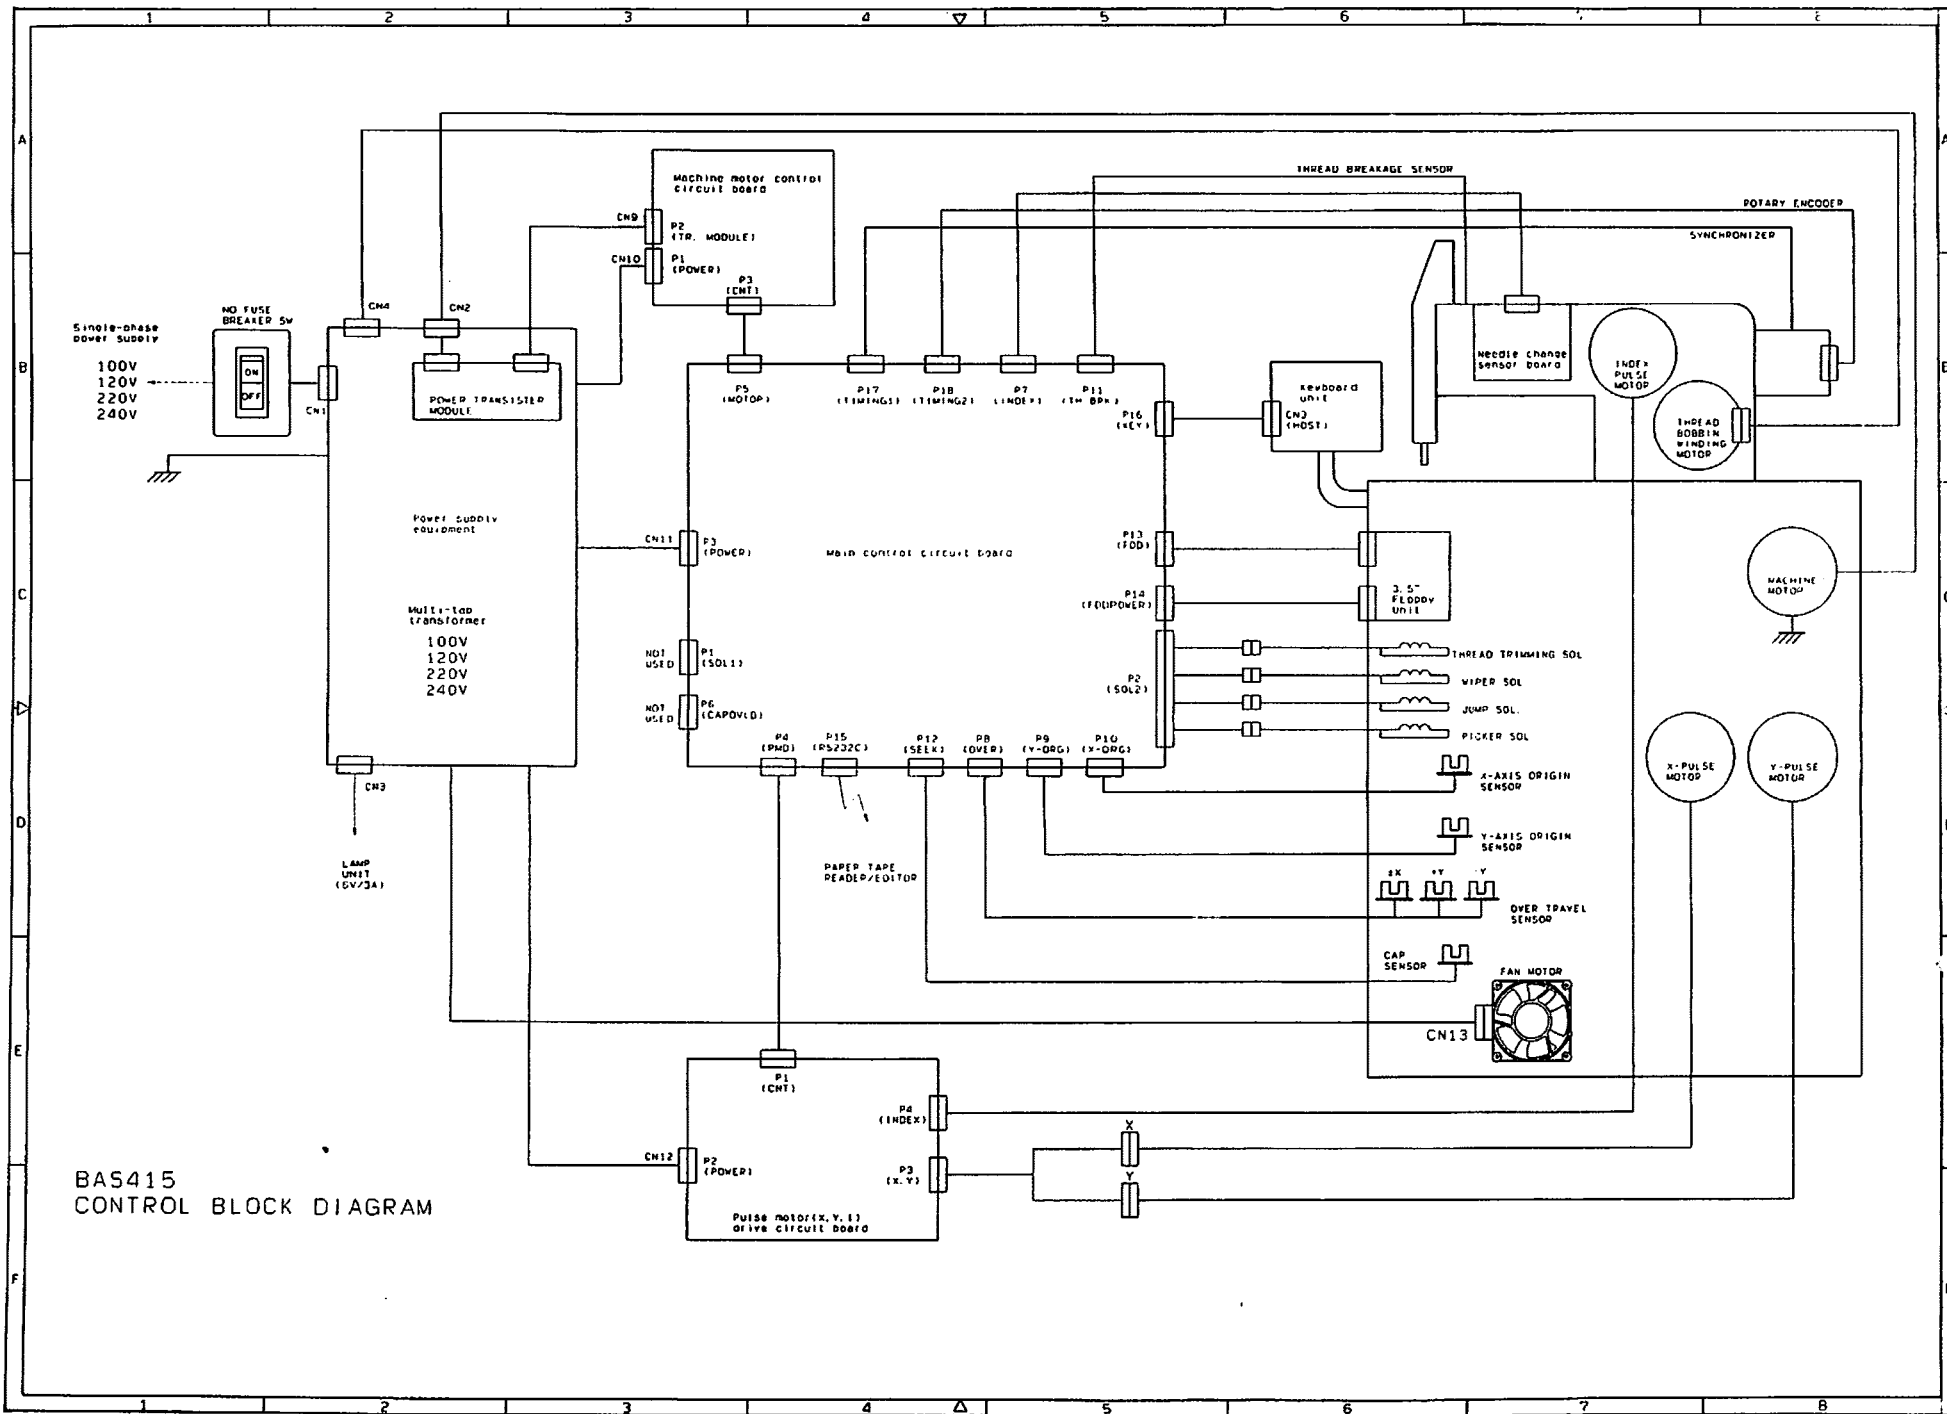 1 2 3 4 5 6 7
A
Machine motor control
circuit board
THREAD BREAKAGE SENSOR
CN9
P2
(TR. MODULE)
ROTARY ENCODER
SYNCHRONIZER
CN10
P1
(POWER)
P3
(CNT)
NO FUSE
BREAKER SW
CN4
CN2
Single-phase
power supply
100V
120V
220V
240V
ON
OFF
CN1
POWER TRANSISTER
MODULE
B
P5
(MOTOR)
P17
(TIMING1)
P18
(TIMING2)
P7
(INDEX)
P11
(TH BRK)
P16
(KEY)
Keyboard
unit
CN3
(HOST)
Needle change
sensor board
INDEX
PULSE
MOTOR
THREAD
BOBBIN
WINDING
MOTOR
Power supply
equipment
CN11
P3
(POWER)
Main control circuit board
P13
(FDD)
C
P14
(FDDPOWER)
3.5"
FLOPPY
Unit
MACHINE
MOTOR
Multi-tap
transformer
100V
120V
220V
240V
NOT
USED
P1
(SOL1)
NOT
USED
P6
(CAPOVLD)
P2
(SOL2)
THREAD TRIMMING SOL
WIPER SOL
JUMP SOL.
PICKER SOL
P4
(PMD)
P15
(RS232C)
P12
(SEEK)
P8
(OVER)
P9
(Y-ORG)
P10
(X-ORG)
X-AXIS ORIGIN
SENSOR
X-PULSE
MOTOR
Y-PULSE
MOTOR
CN3
D
LAMP
UNIT
(6V/3A)
PAPER TAPE
READER/EDITOR
Y-AXIS ORIGIN
SENSOR
±X +Y -Y
OVER TRAVEL
SENSOR
CAP
SENSOR
FAN MOTOR
CN13
E
P1
(CNT)
P4
(INDEX)
X
CN12
P2
(POWER)
P3
(X.Y)
Y
BAS415
CONTROL BLOCK DIAGRAM
Pulse motor(X,Y,I)
drive circuit board
F
1 2 3 4 5 6 7 8